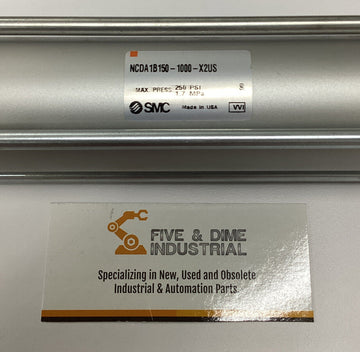 NCDA1B150-1000-X2US
MAX PRESS 250 PSI
1.7 MPa
SMC Made in USA VVI
FIVE & DIME
INDUSTRIAL
Specializing in New, Used and Obsolete
Industrial & Automation Parts